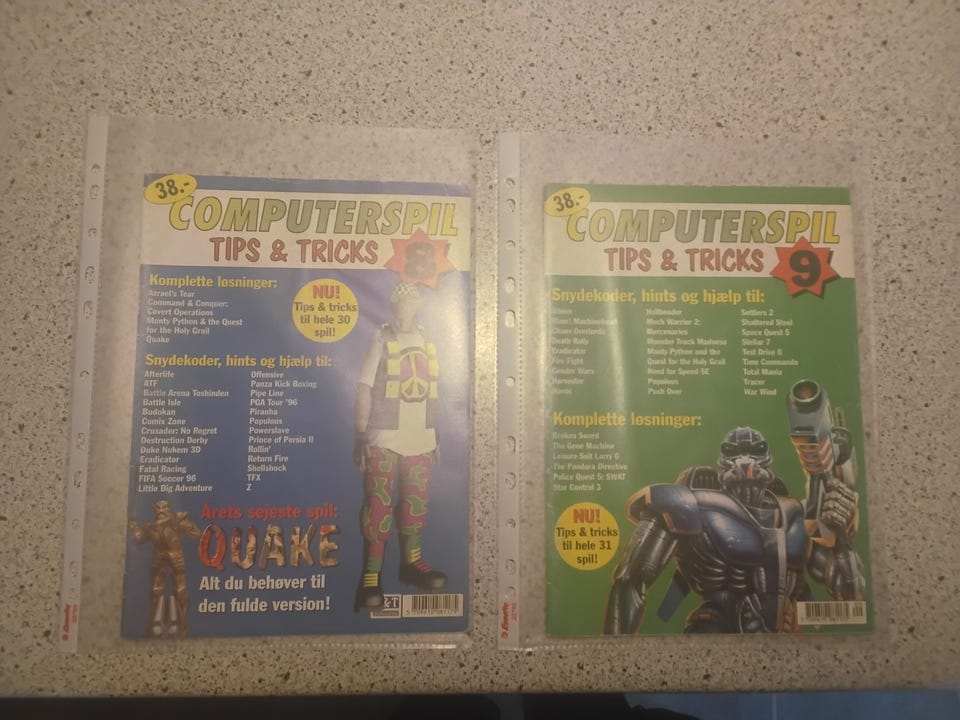 38.-
COMPUTERSPIL
TIPS & TRICKS
8
Komplette løsninger:
Azrael's Tear
Command & Conquer:
Covert Operations
Monty Python & the Quest
for the Holy Grail
Quake
NU!
Tips & tricks
til hele 30
spil!
Snydekoder, hints og hjælp til:
Afterlife
ATF
Battle Arena Toshinden
Battle Isle
Budokan
Comix Zone
Crusader: No Regret
Destruction Derby
Duke Nukem 3D
Eradicator
Fatal Racing
FIFA Soccer 96
Little Big Adventure
Offensive
Panza Kick Boxing
Pipe Line
PGA Tour '96
Piranha
Populous
Powerslave
Prince of Persia II
Rollin'
Return Fire
Shellshock
TFX
Z
Årets sejeste spil:
QUAKE
Alt du behøver til
den fulde version!
38.-
COMPUTERSPIL
TIPS & TRICKS
9
Snydekoder, hints og hjælp til:
Chaos Overlords
Death Rally
Eradicator
Fire Fight
Gender Wars
Harvester
Hellbender
Mech Warrior 2:
Mercenaries
Monster Truck Madness
Monty Python and the
Quest for the Holy Grail
Need for Speed SE
Populous
Push Over
Settlers 2
Shattered Steel
Space Quest 5
Stellar 7
Test Drive II
Time Commando
Total Mania
Tracer
War Wind
Komplette løsninger:
Broken Sword
The Gene Machine
Leisure Suit Larry 6
The Pandora Directive
Police Quest 5: SWAT
Star Control 3
NU!
Tips & tricks
til hele 31
spil!